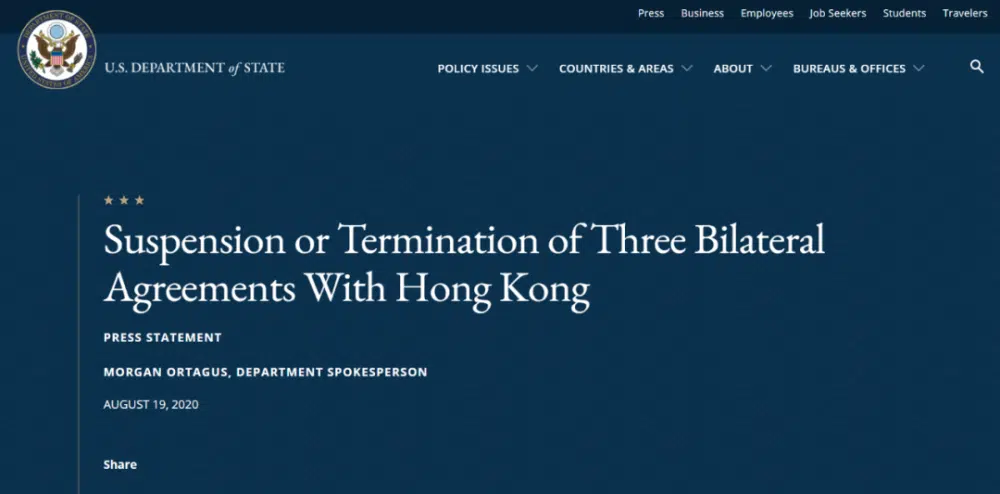 Press Business Employees Job Seekers Students Travelers
U.S. DEPARTMENT of STATE
POLICY ISSUES COUNTRIES & AREAS ABOUT BUREAUS & OFFICES
Suspension or Termination of Three Bilateral
Agreements With Hong Kong
PRESS STATEMENT
MORGAN ORTAGUS, DEPARTMENT SPOKESPERSON
AUGUST 19, 2020
Share